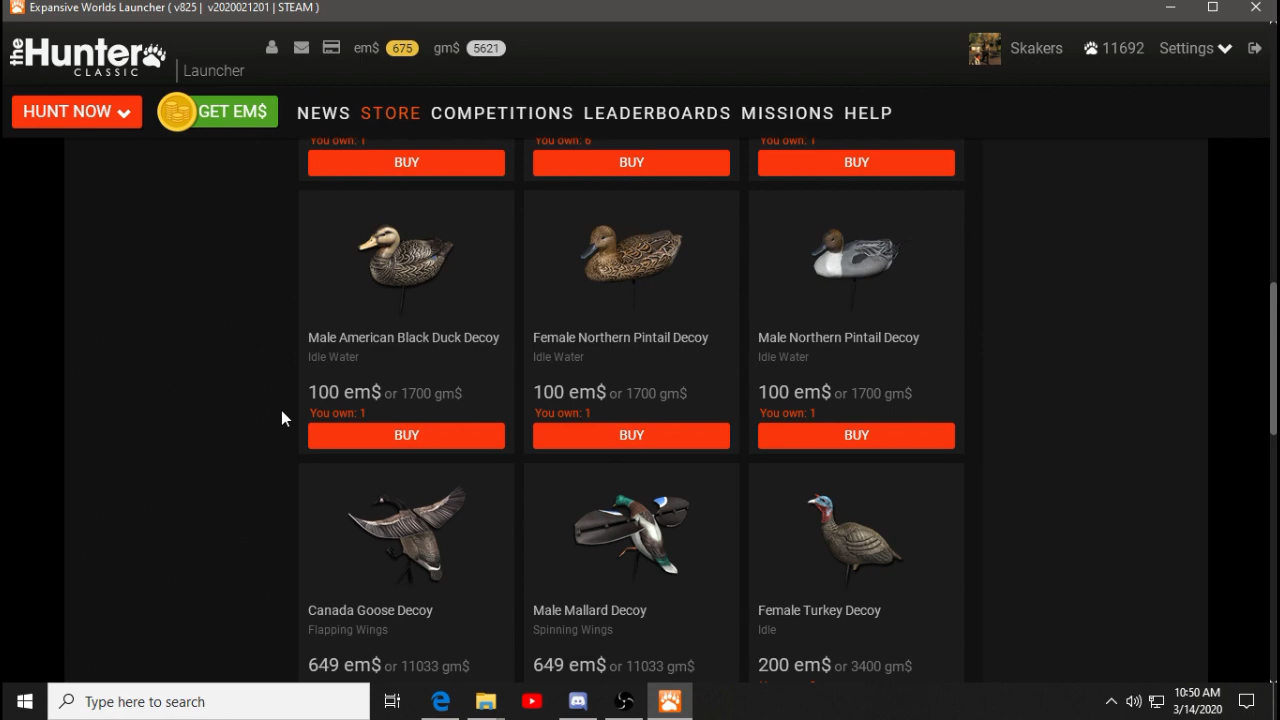 Expansive Worlds Launcher ( v825 | v2020021201 | STEAM )
theHunter
CLASSIC
Launcher
em$ 675 gm$ 5621
Skakers 11692 Settings
HUNT NOW GET EM$ NEWS STORE COMPETITIONS LEADERBOARDS MISSIONS HELP
You own: 1 You own: 6 You own: 1
BUY BUY BUY
Male American Black Duck Decoy Female Northern Pintail Decoy Male Northern Pintail Decoy
Idle Water Idle Water Idle Water
100 em$ or 1700 gm$ 100 em$ or 1700 gm$ 100 em$ or 1700 gm$
You own: 1 You own: 1 You own: 1
BUY BUY BUY
Canada Goose Decoy Male Mallard Decoy Female Turkey Decoy
Flapping Wings Spinning Wings Idle
649 em$ or 11033 gm$ 649 em$ or 11033 gm$ 200 em$ or 3400 gm$
Type here to search
10:50 AM
3/14/2020